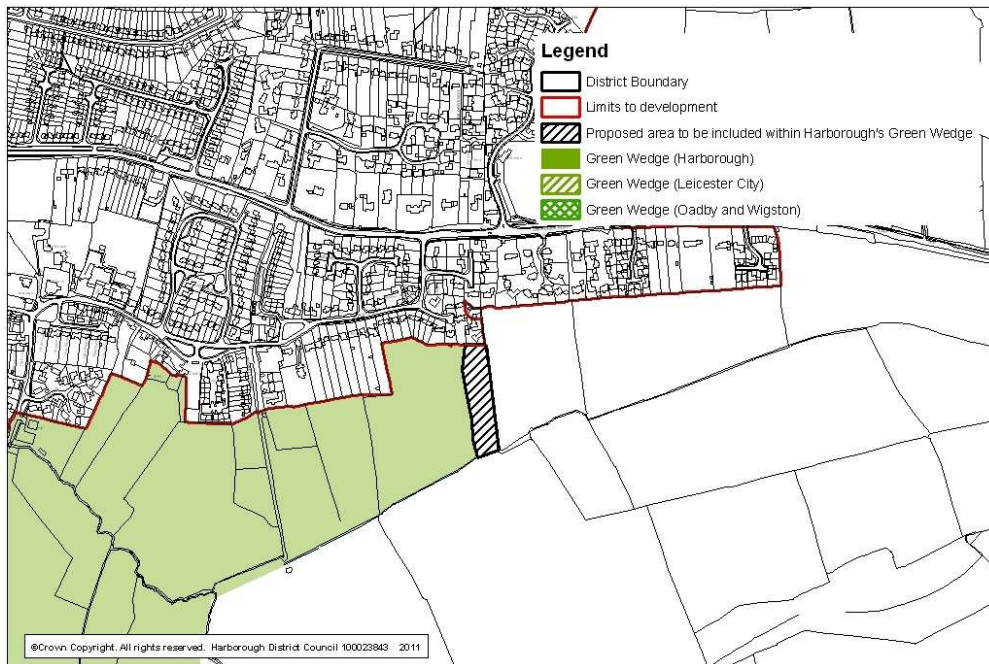 Legend
District Boundary
Limits to development
Proposed area to be included within Harborough's Green Wedge
Green Wedge (Harborough)
Green Wedge (Leicester City)
Green Wedge (Oadby and Wigston)
©Crown Copyright. All rights reserved. Harborough District Council 100023843 2011